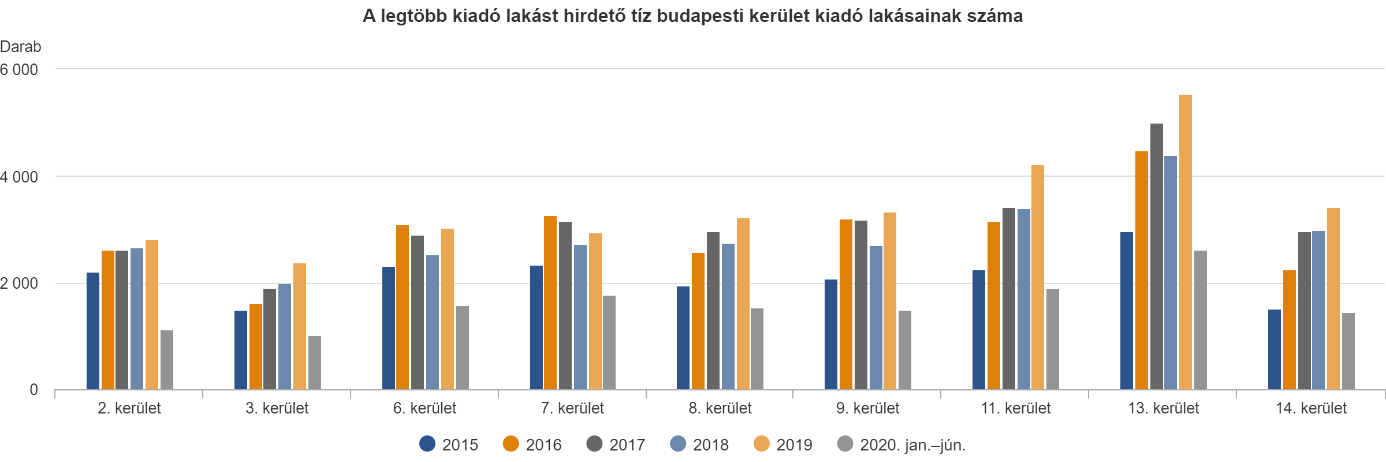 A legtöbb kiadó lakást hirdető tíz budapesti kerület kiadó lakásainak száma
Darab
6 000
4 000
2 000
0
2. kerület 3. kerület 6. kerület 7. kerület 8. kerület 9. kerület 11. kerület 13. kerület 14. kerület
2015 2016 2017 2018 2019 2020. jan.–jún.